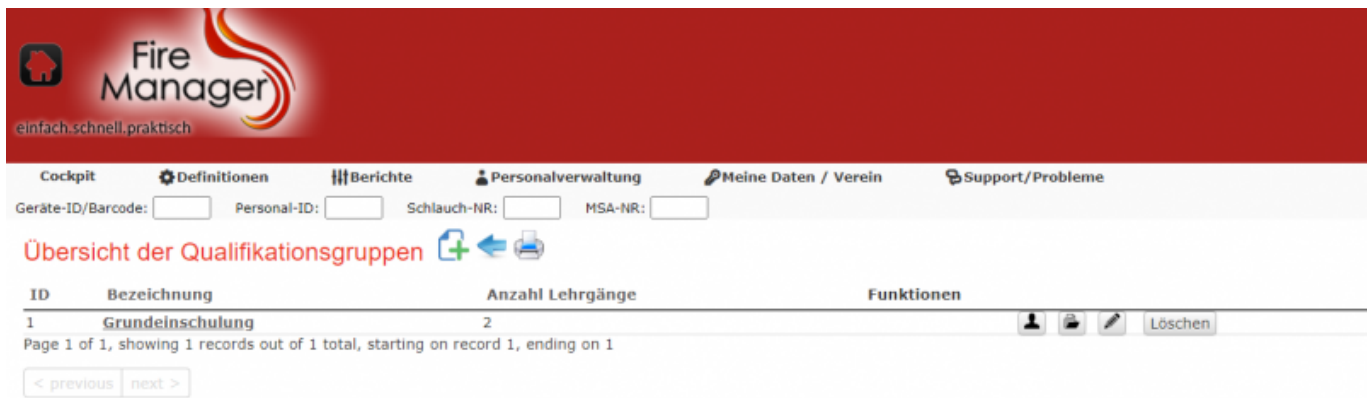 Fire
Manager
einfach.schnell.praktisch
Cockpit Definitionen Berichte Personalverwaltung Meine Daten / Verein Support/Probleme
Geräte-ID/Barcode: Personal-ID: Schlauch-NR: MSA-NR:
Übersicht der Qualifikationsgruppen
ID Bezeichnung Anzahl Lehrgänge Funktionen
1 Grundeinschulung 2 Löschen
Page 1 of 1, showing 1 records out of 1 total, starting on record 1, ending on 1
< previous next >